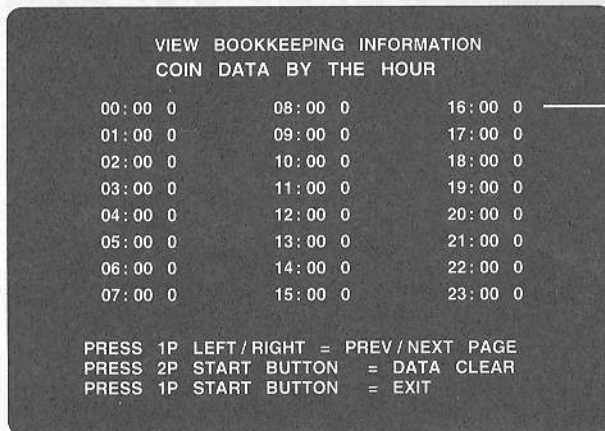 VIEW BOOKKEEPING INFORMATION
COIN DATA BY THE HOUR
00:00 0 08:00 0 16:00 0
01:00 0 09:00 0 17:00 0
02:00 0 10:00 0 18:00 0
03:00 0 11:00 0 19:00 0
04:00 0 12:00 0 20:00 0
05:00 0 13:00 0 21:00 0
06:00 0 14:00 0 22:00 0
07:00 0 15:00 0 23:00 0
PRESS 1P LEFT/RIGHT = PREV/NEXT PAGE
PRESS 2P START BUTTON = DATA CLEAR
PRESS 1P START BUTTON = EXIT